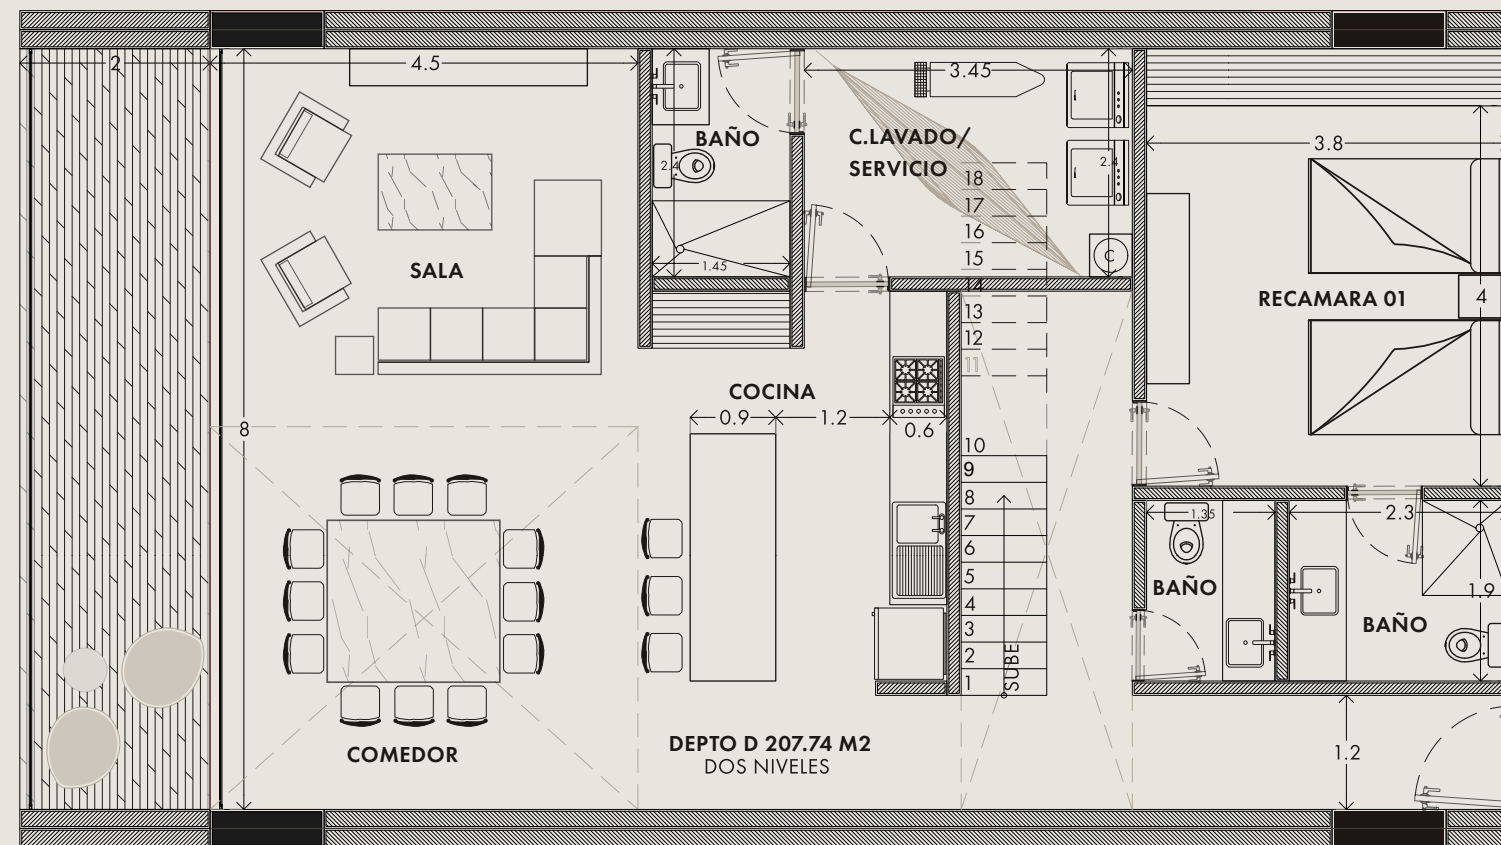 2
4.5
3.45
BAÑO
C.LAVADO/
SERVICIO
3.8
2.4
2.4
18
17
16
15
14
13
12
11
10
9
8
7
6
5
4
3
2
1
SUBE
C
1.45
SALA
RECAMARA 01
4
COCINA
0.9
1.2
0.6
8
1.35
2.3
BAÑO
1.9
BAÑO
COMEDOR
DEPTO D 207.74 M2
DOS NIVELES
1.2